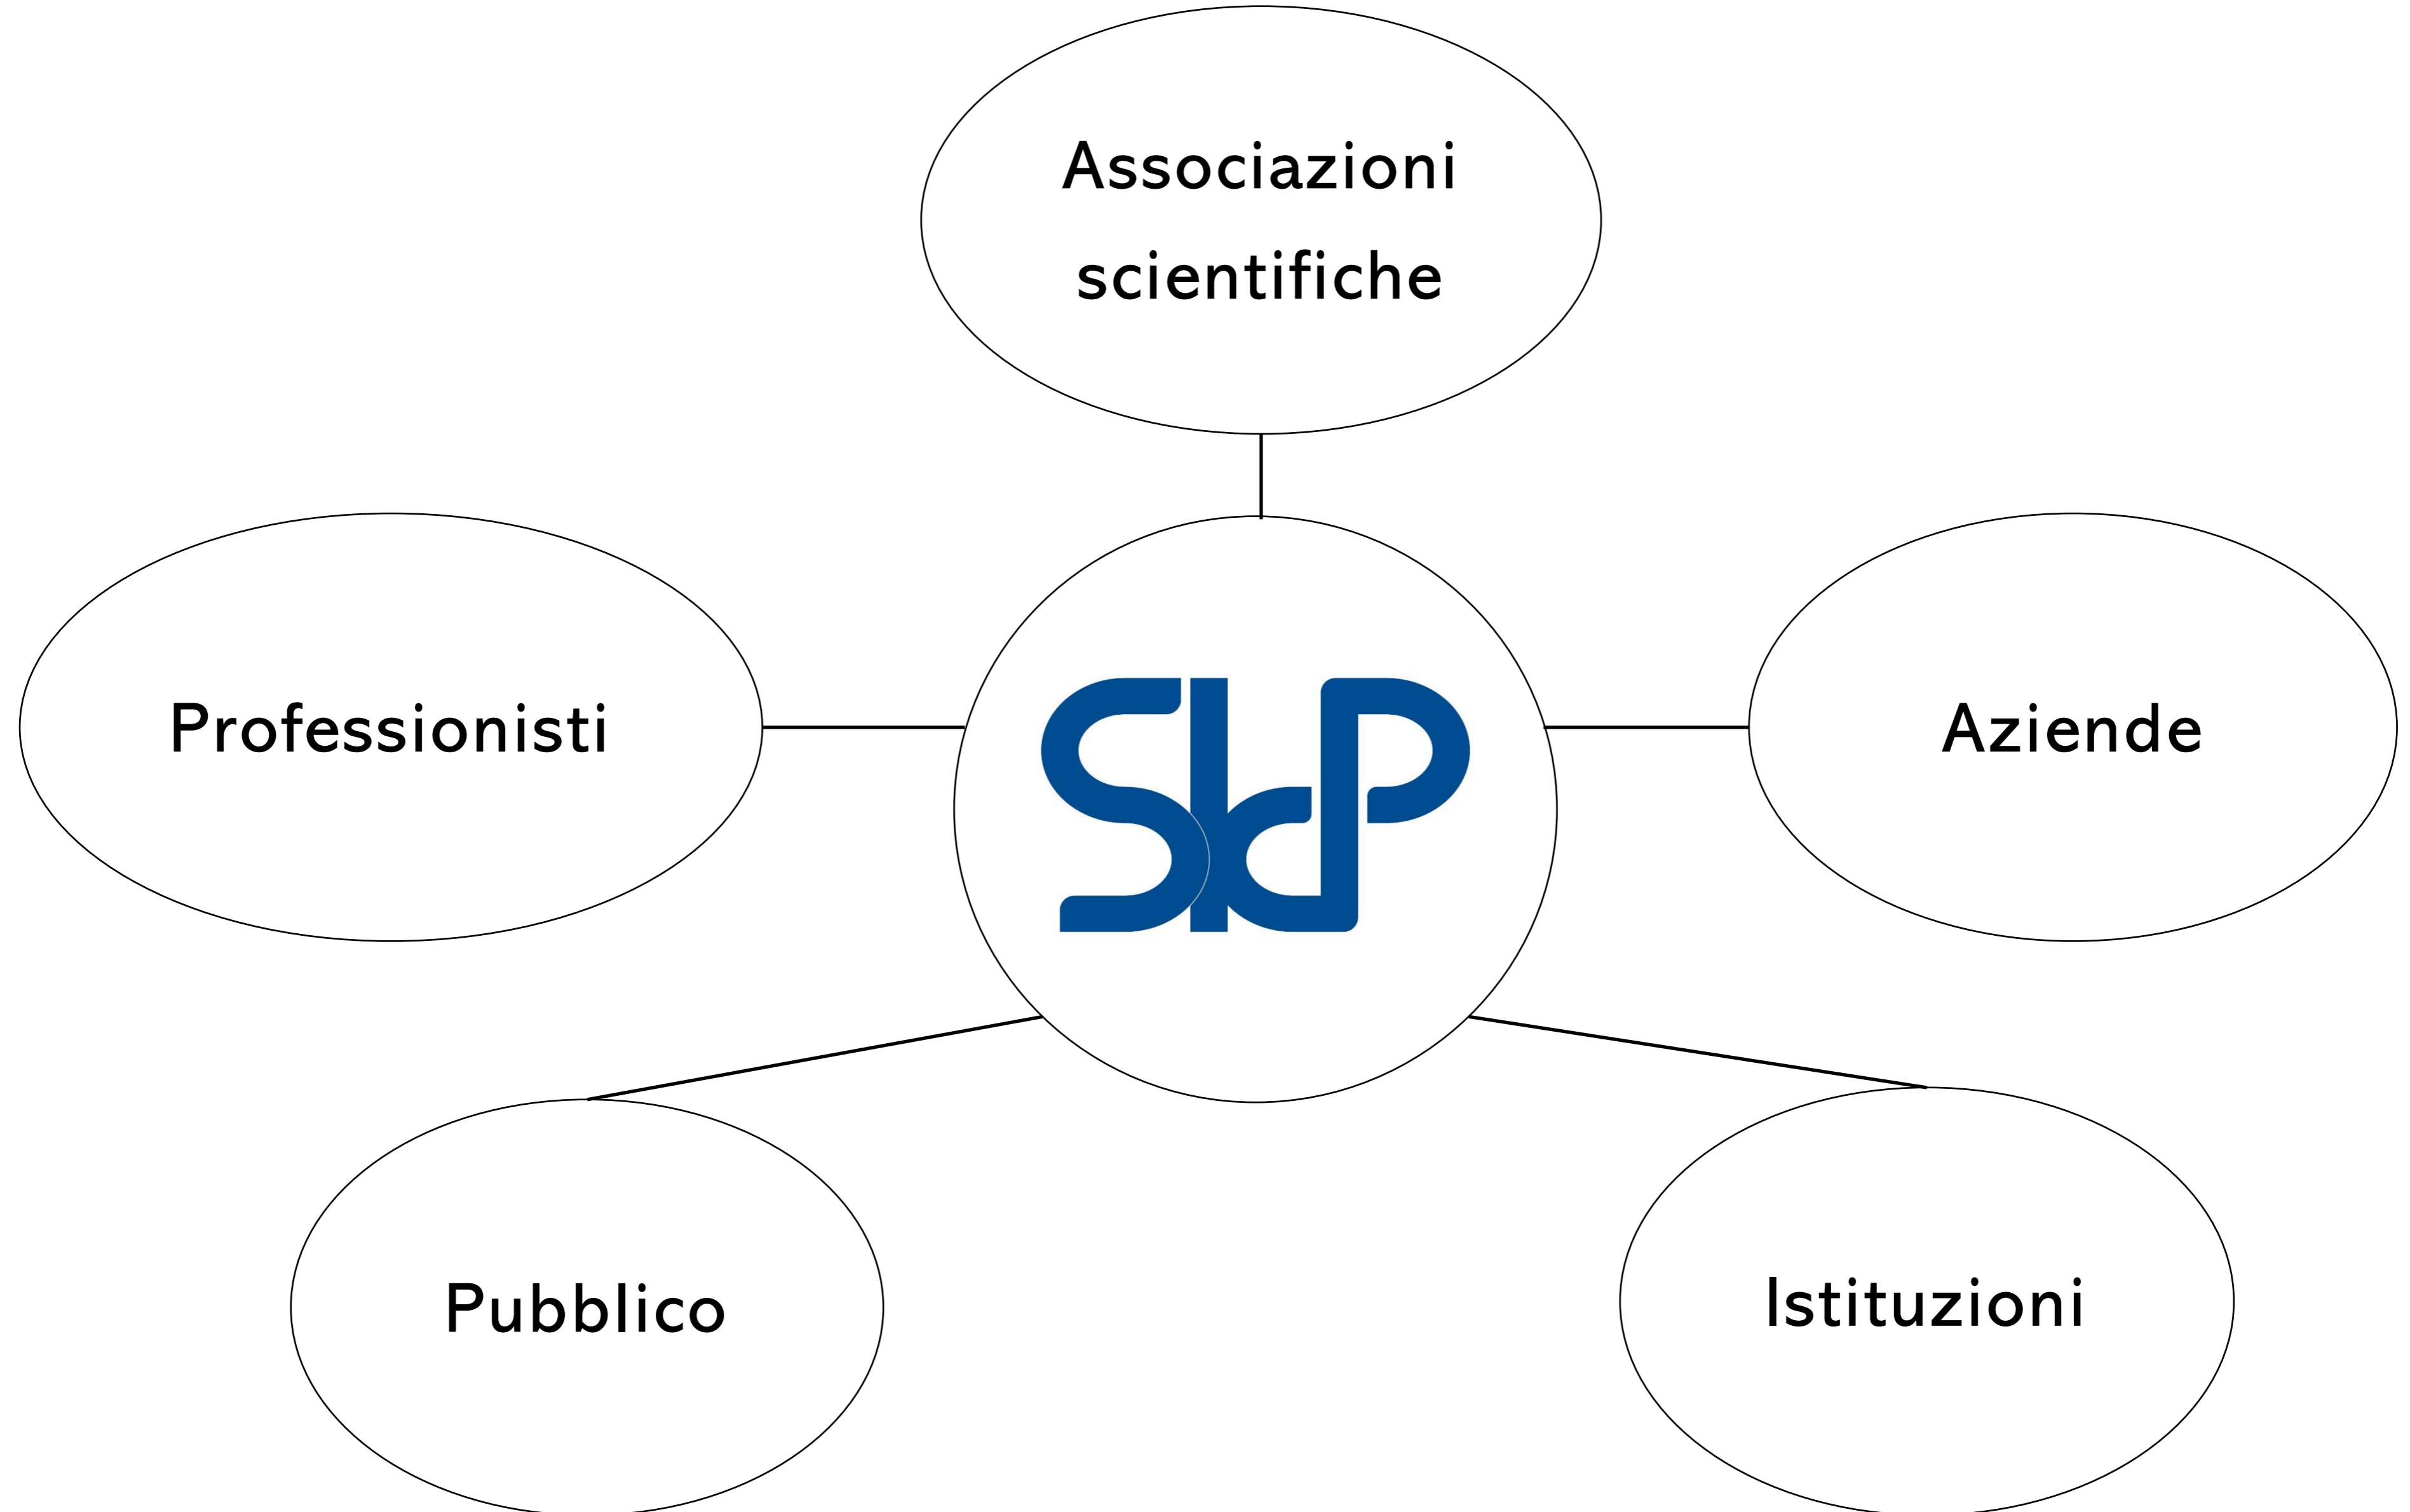 Associazioni
scientifiche
Professionisti
SIdP
Aziende
Pubblico
Istituzioni